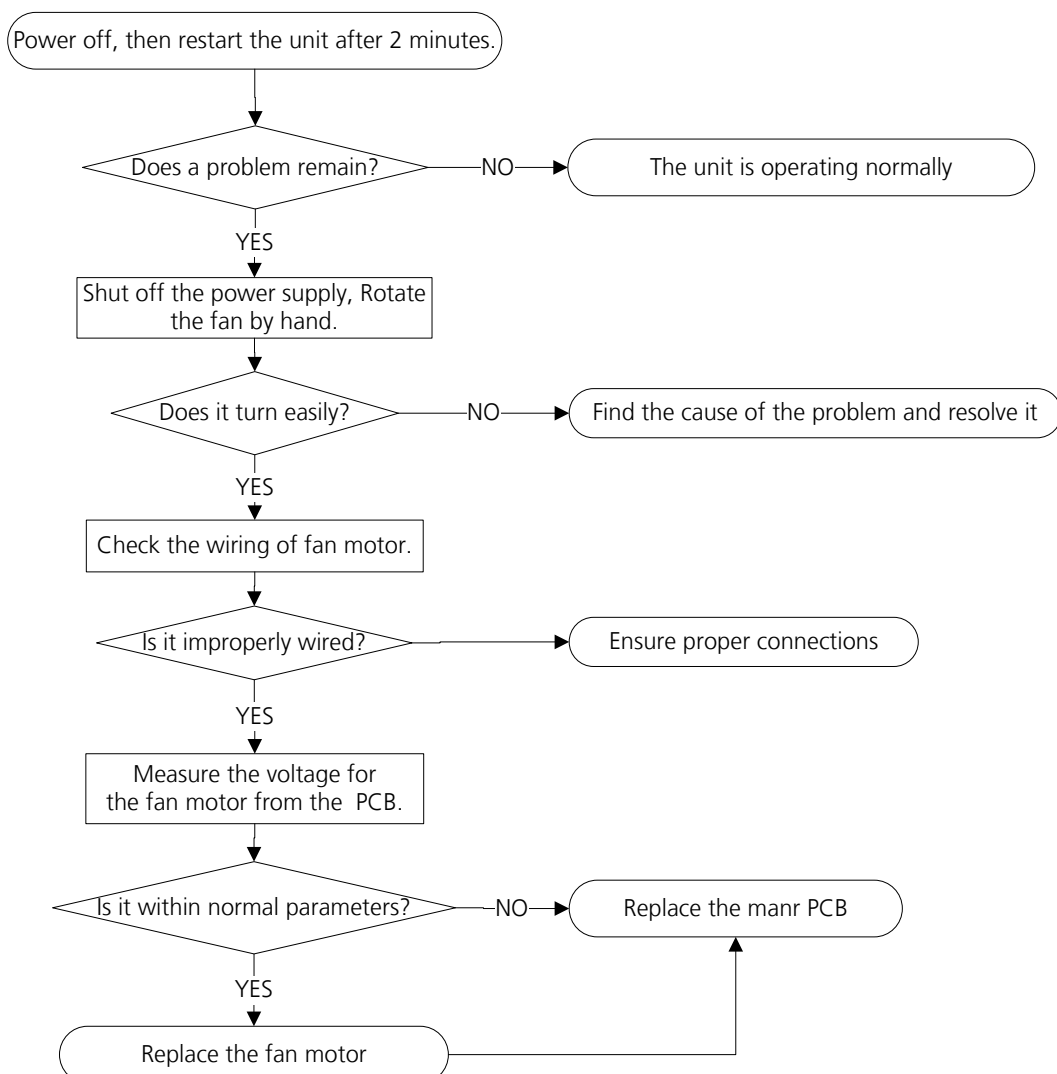 Power off, then restart the unit after 2 minutes.
Does a problem remain?
NO
The unit is operating normally
YES
Shut off the power supply, Rotate
the fan by hand.
Does it turn easily?
NO
Find the cause of the problem and resolve it
YES
Check the wiring of fan motor.
Is it improperly wired?
Ensure proper connections
YES
Measure the voltage for
the fan motor from the PCB.
Is it within normal parameters?
NO
Replace the manr PCB
YES
Replace the fan motor